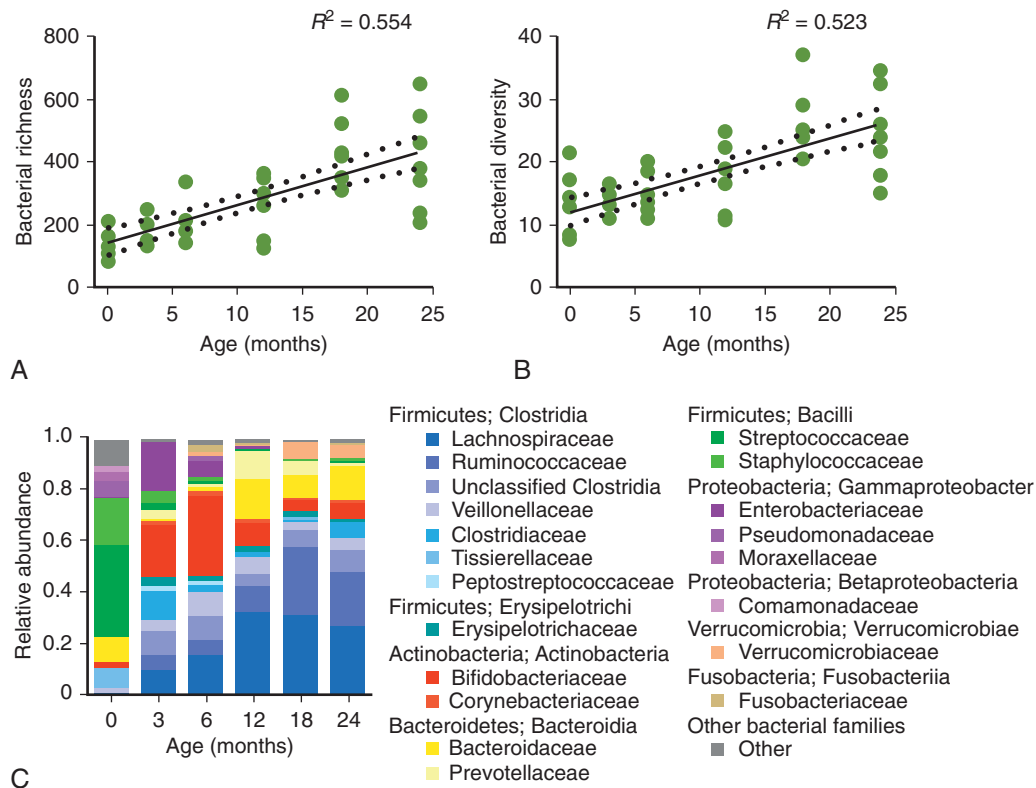 R² = 0.554
800
600
400
200
0
Bacterial richness
0 5 10 15 20 25
Age (months)
A
R² = 0.523
40
30
20
10
0
Bacterial diversity
0 5 10 15 20 25
Age (months)
B
1.0
0.8
0.6
0.4
0.2
0
Relative abundance
0 3 6 12 18 24
Age (months)
C
Firmicutes; Clostridia
Lachnospiraceae
Ruminococcaceae
Unclassified Clostridia
Veillonellaceae
Clostridiaceae
Tissierellaceae
Peptostreptococcaceae
Firmicutes; Erysipelotrichi
Erysipelotrichaceae
Actinobacteria; Actinobacteria
Bifidobacteriaceae
Corynebacteriaceae
Bacteroidetes; Bacteroidia
Bacteroidaceae
Prevotellaceae
Firmicutes; Bacilli
Streptococcaceae
Staphylococcaceae
Proteobacteria; Gammaproteobacter
Enterobacteriaceae
Pseudomonadaceae
Moraxellaceae
Proteobacteria; Betaproteobacteria
Comamonadaceae
Verrucomicrobia; Verrucomicrobiae
Verrucomicrobiaceae
Fusobacteria; Fusobacteriia
Fusobacteriaceae
Other bacterial families
Other